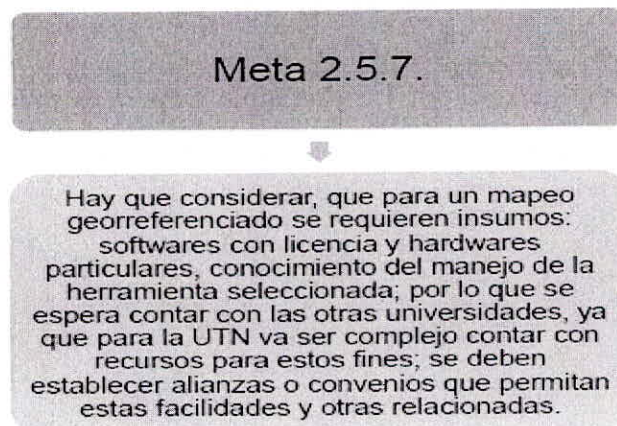 Meta 2.5.7.
Hay que considerar, que para un mapeo
georreferenciado se requieren insumos:
softwares con licencia y hardwares
particulares, conocimiento del manejo de la
herramienta seleccionada; por lo que se
espera contar con las otras universidades, ya
que para la UTN va ser complejo contar con
recursos para estos fines; se deben
establecer alianzas o convenios que permitan
estas facilidades y otras relacionadas.